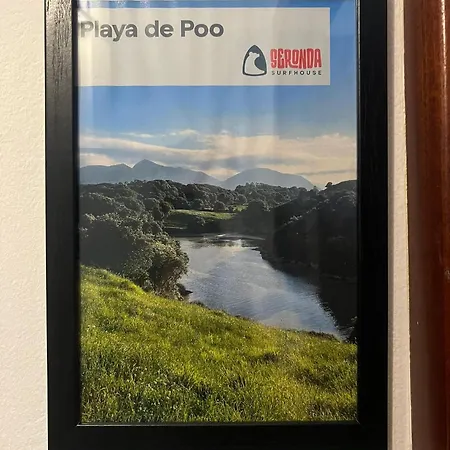 Playa de Poo
SERONDA
SURFHOUSE